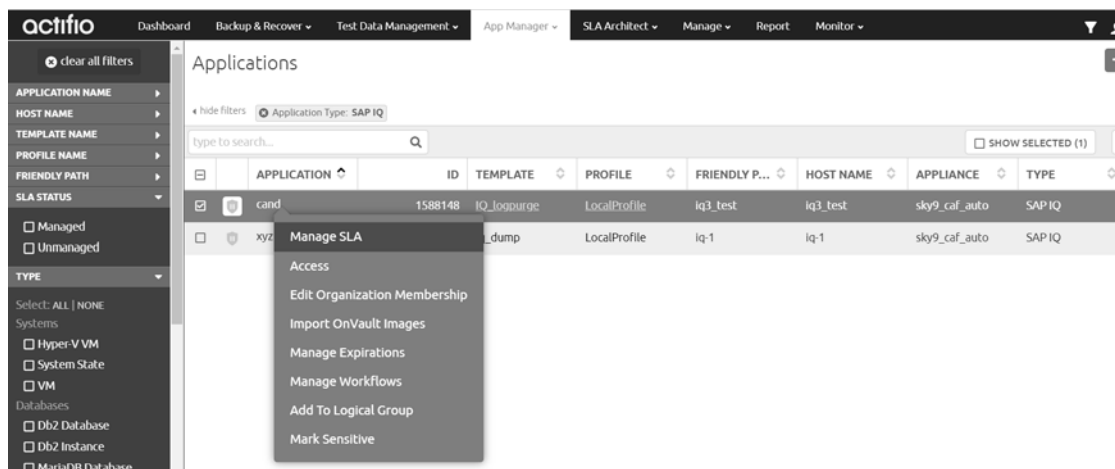 actifio Dashboard Backup & Recover Test Data Management App Manager SLA Architect Manage Report Monitor
clear all filters
Applications
APPLICATION NAME
HOST NAME
TEMPLATE NAME
PROFILE NAME
FRIENDLY PATH
SLA STATUS
Managed
Unmanaged
TYPE
Select: ALL | NONE
Systems
Hyper-V VM
System State
VM
Databases
Db2 Database
Db2 Instance
MariaDB Database
hide filters Application Type: SAP IQ
type to search...
SHOW SELECTED (1)
APPLICATION ID TEMPLATE PROFILE FRIENDLY P... HOST NAME APPLIANCE TYPE
cand 1588148 IQ_logpurge LocalProfile iq3_test iq3_test sky9_caf_auto SAP IQ
xyz _dump LocalProfile iq-1 iq-1 sky9_caf_auto SAP IQ
Manage SLA
Access
Edit Organization Membership
Import OnVault Images
Manage Expirations
Manage Workflows
Add To Logical Group
Mark Sensitive